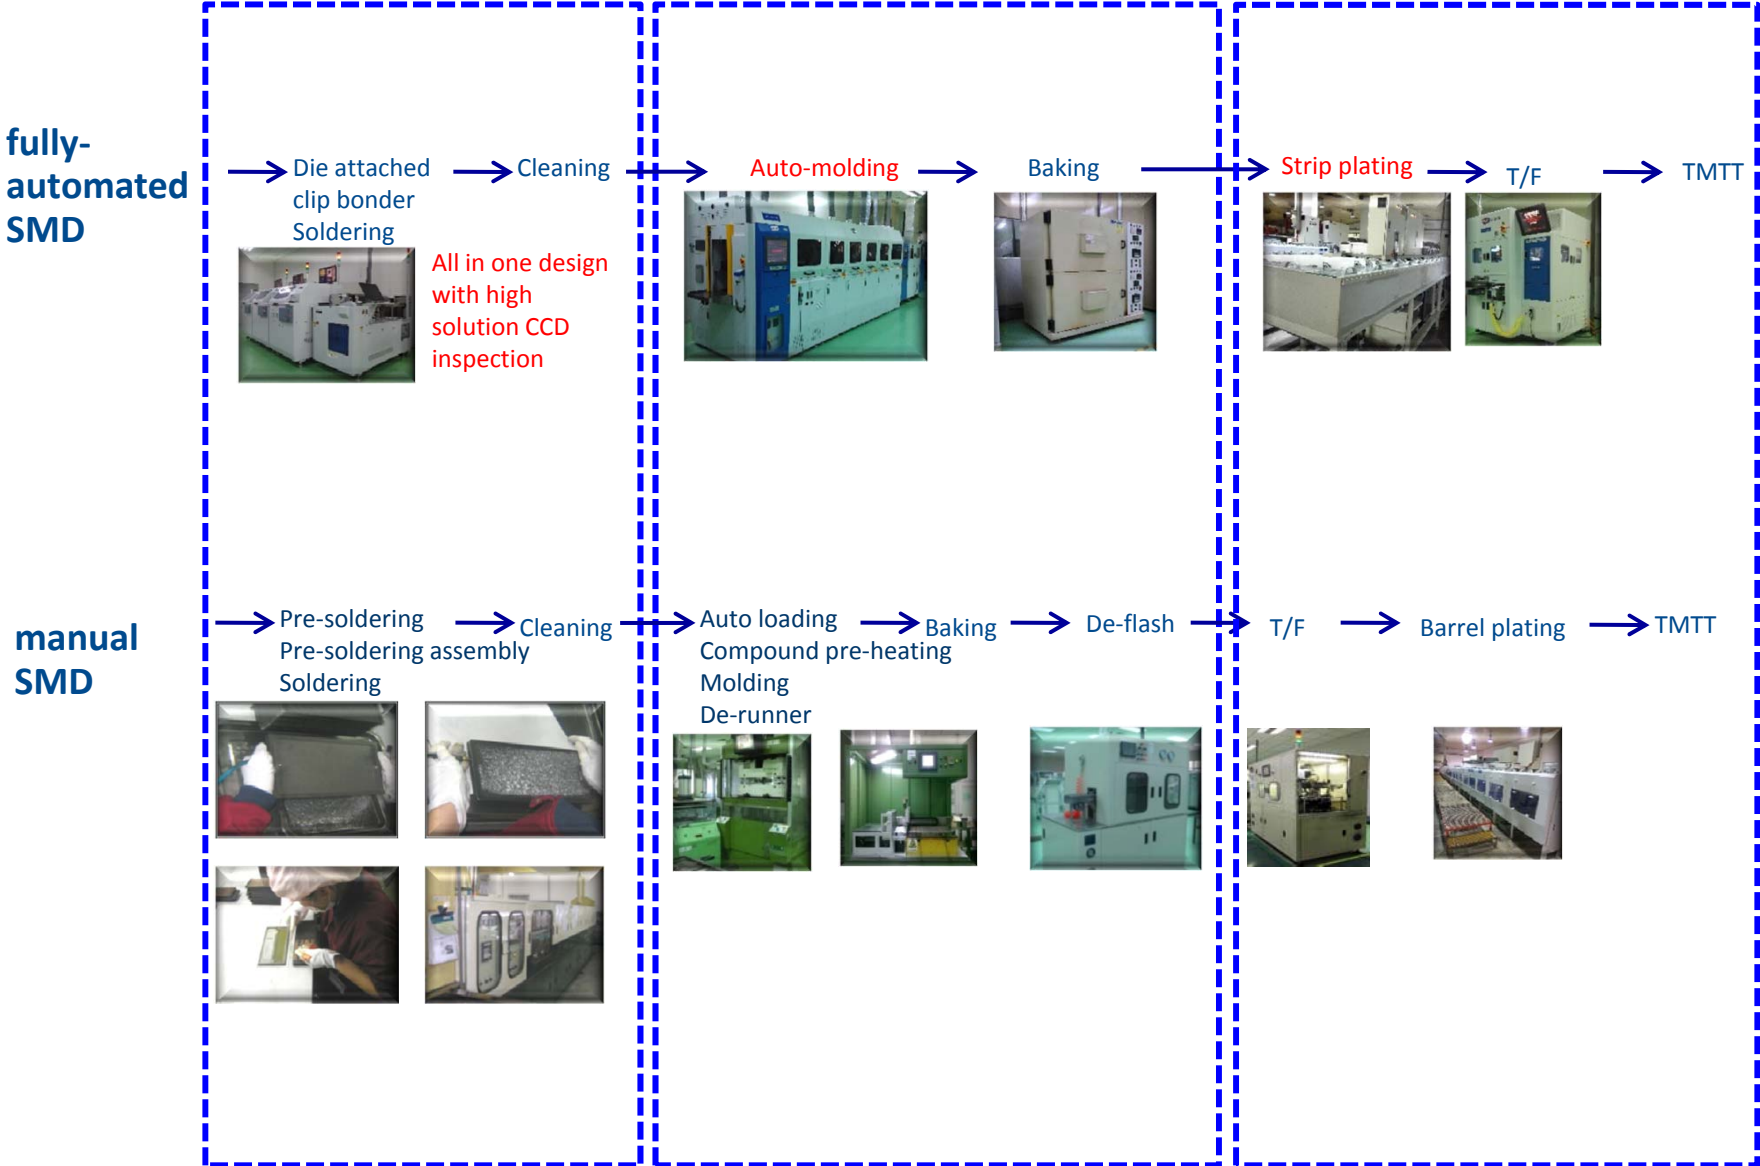 fully-
automated
SMD
Die attached
clip bonder
Soldering
Cleaning
Auto-molding
Baking
Strip plating
T/F
TMTT
All in one design
with high
solution CCD
inspection
manual
SMD
Pre-soldering
Pre-soldering assembly
Soldering
Cleaning
Auto loading
Compound pre-heating
Molding
De-runner
Baking
De-flash
T/F
Barrel plating
TMTT